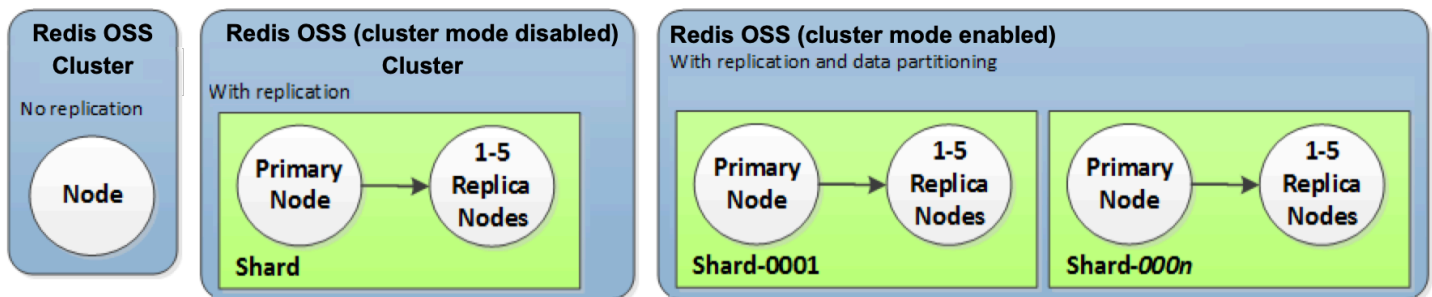 Redis OSS
Cluster
No replication
Node
Redis OSS (cluster mode disabled)
Cluster
With replication
Primary
Node
1-5
Replica
Nodes
Shard
Redis OSS (cluster mode enabled)
With replication and data partitioning
Primary
Node
1-5
Replica
Nodes
Shard-0001
Primary
Node
1-5
Replica
Nodes
Shard-000n